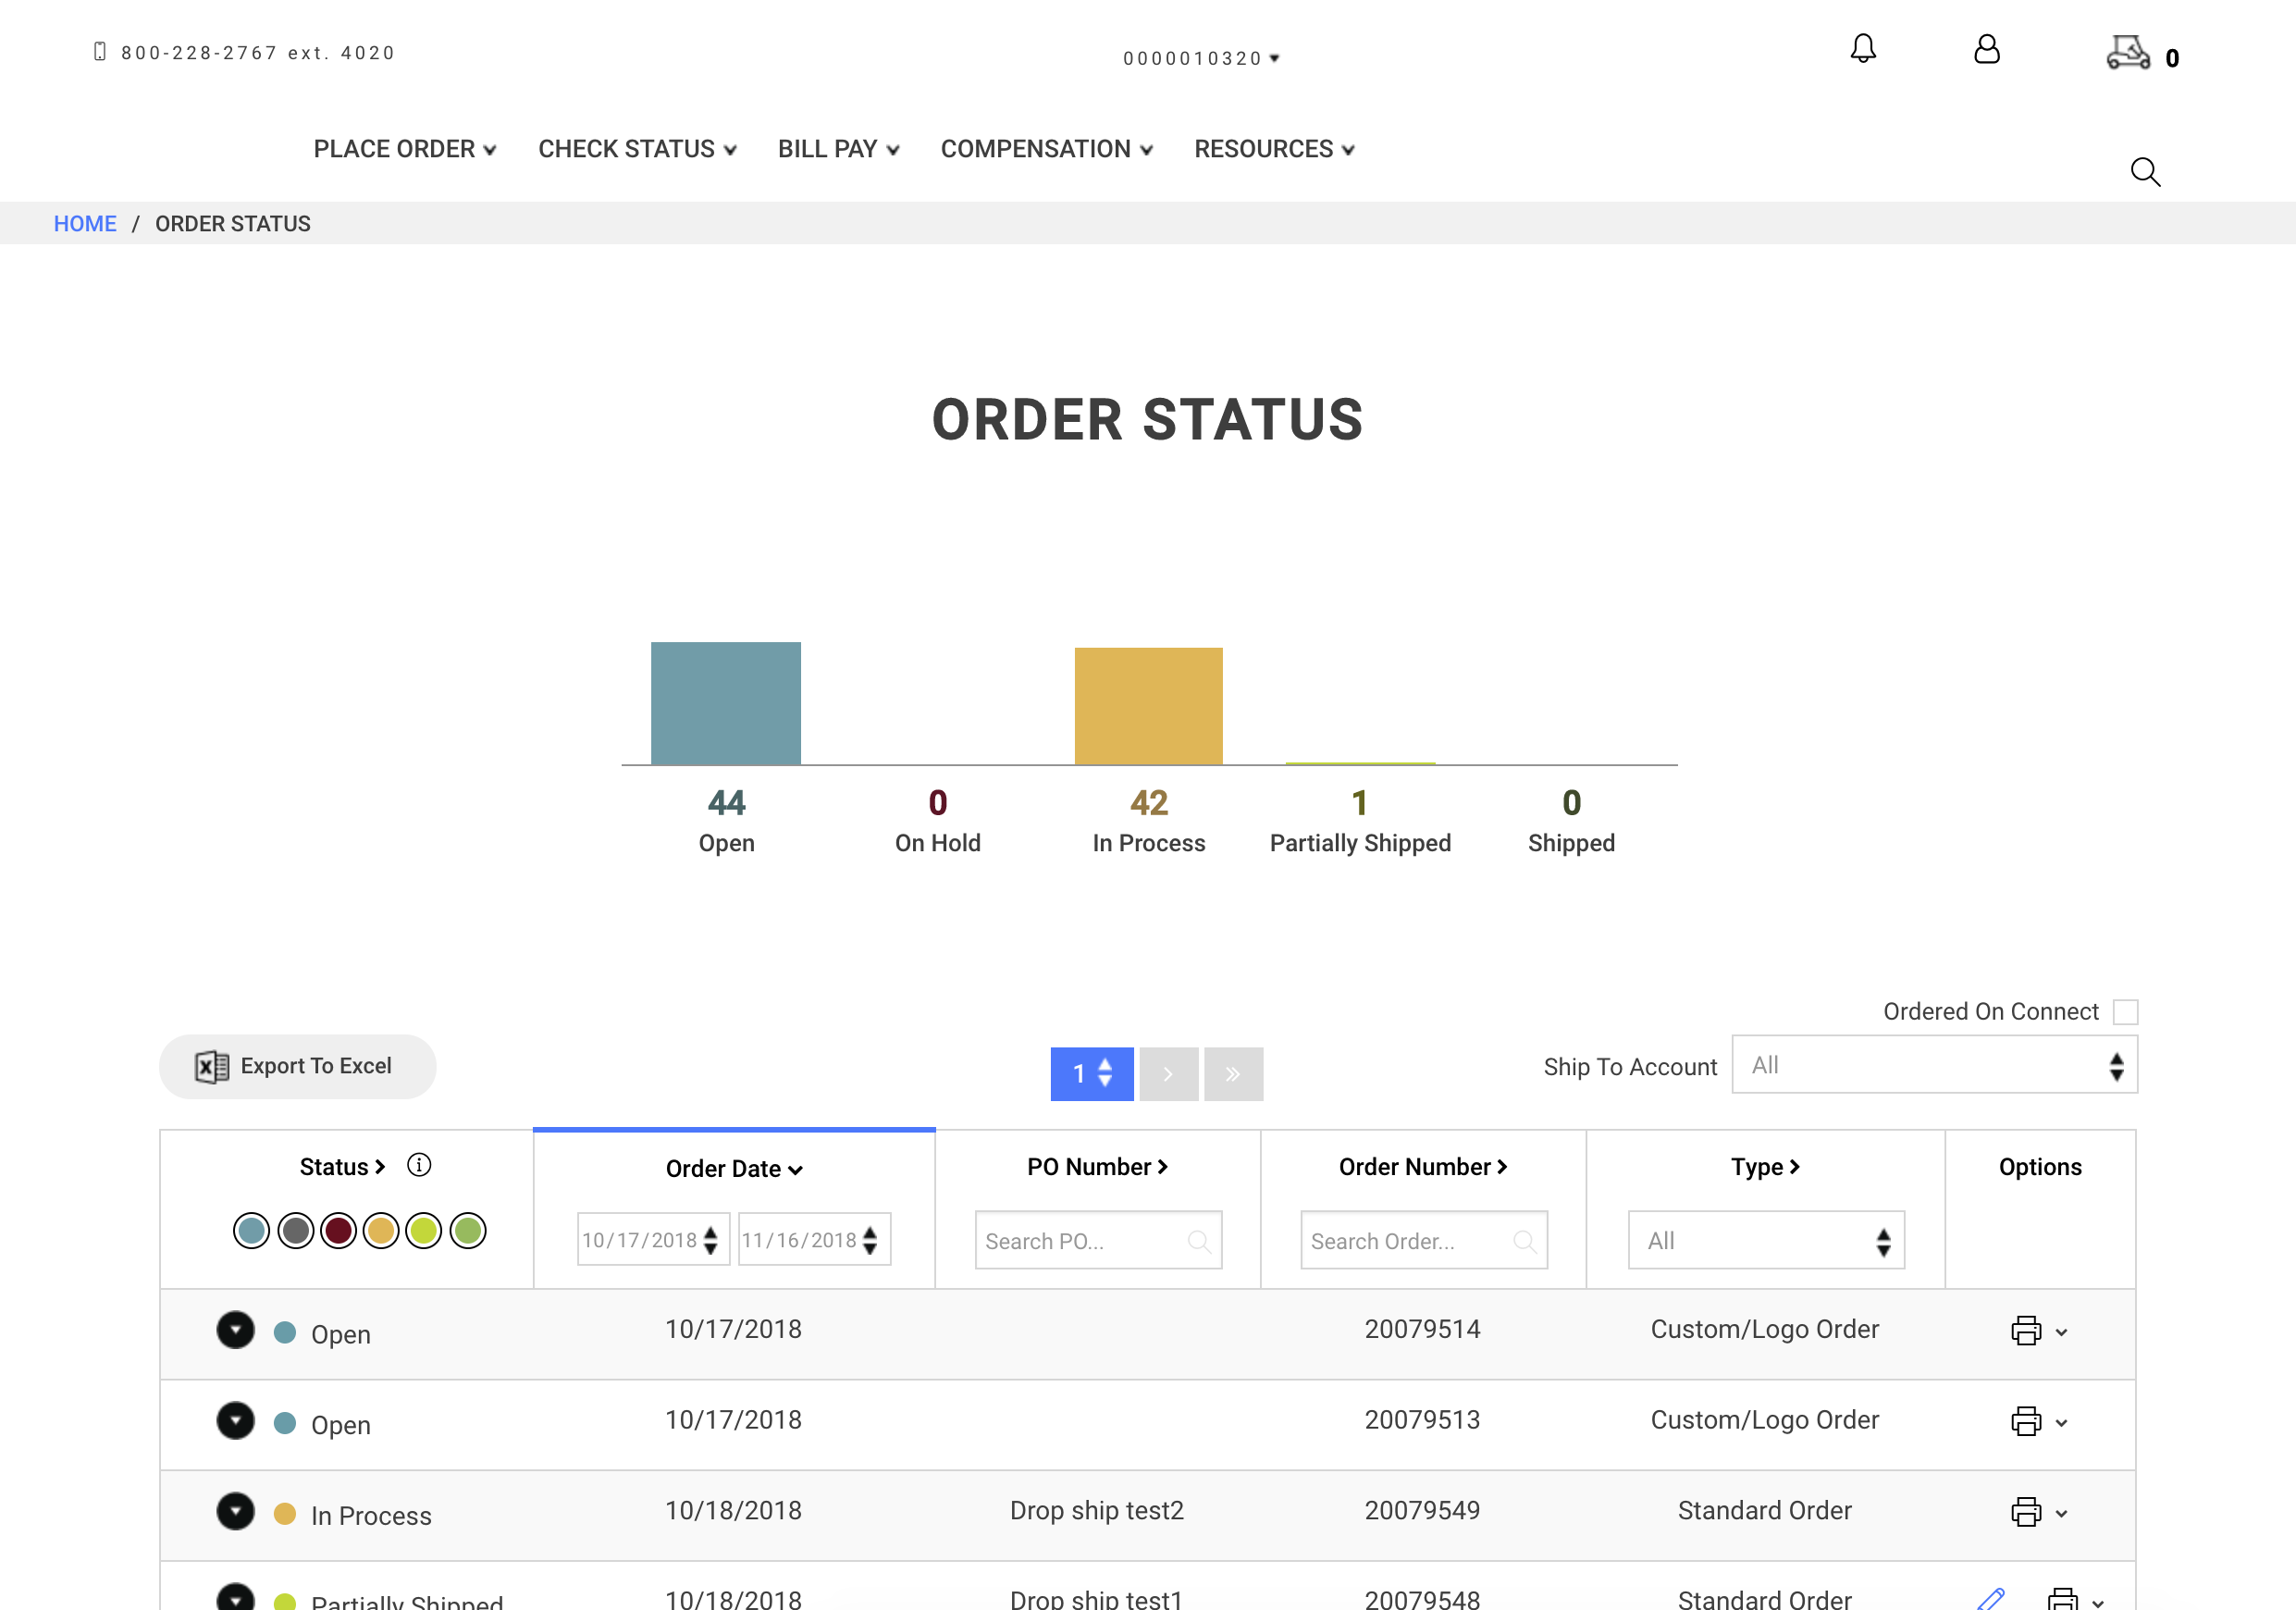 800-228-2767 ext. 4020
0000010320
0
PLACE ORDER CHECK STATUS BILL PAY COMPENSATION RESOURCES
HOME / ORDER STATUS
ORDER STATUS
44 0 42 1 0
Open On Hold In Process Partially Shipped Shipped
Ordered On Connect
Export To Excel 1 Ship To Account All
Status Order Date PO Number Order Number Type Options
10/17/2018 11/16/2018 Search PO... Search Order... All
Open 10/17/2018 20079514 Custom/Logo Order
Open 10/17/2018 20079513 Custom/Logo Order
In Process 10/18/2018 Drop ship test2 20079549 Standard Order
Partially Shipped 10/18/2018 Drop ship test1 20079548 Standard Order